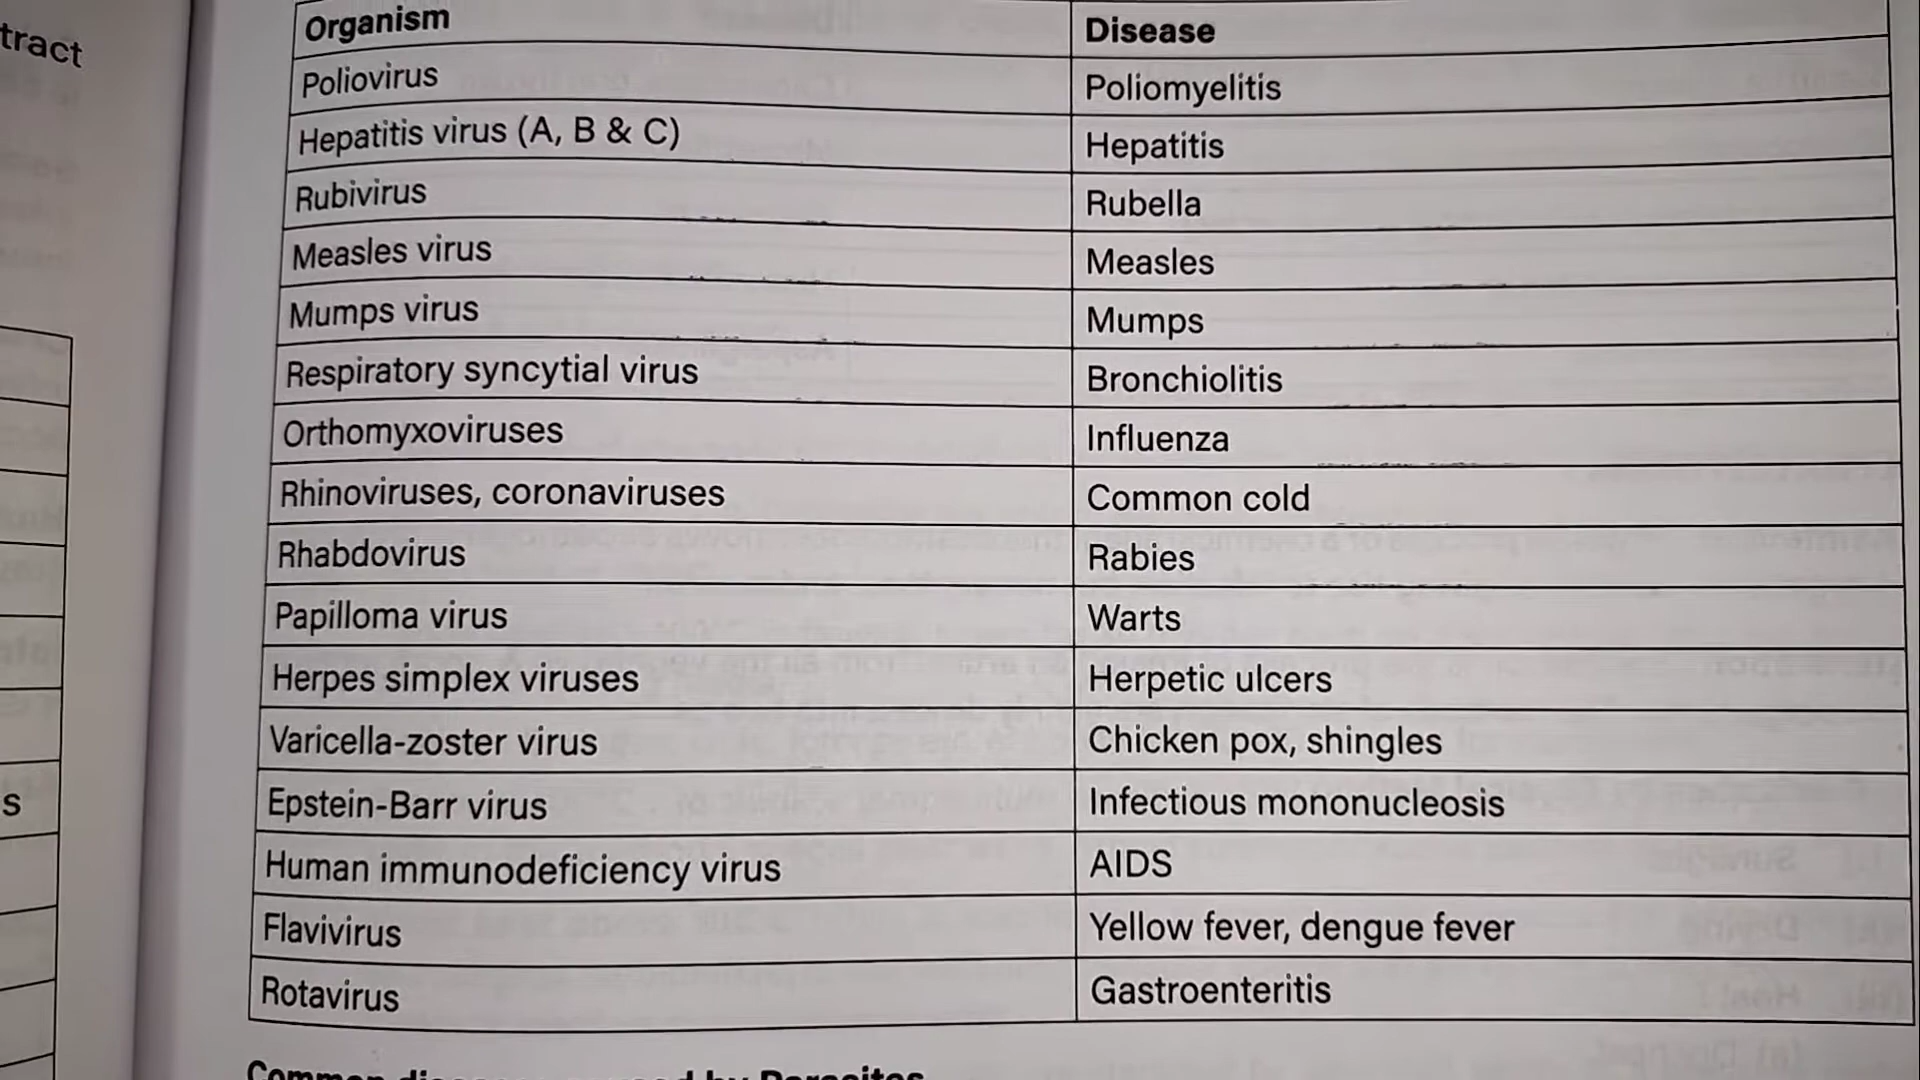 tract
s
Organism Disease
Poliovirus Poliomyelitis
Hepatitis virus (A, B & C) Hepatitis
Rubivirus Rubella
Measles virus Measles
Mumps virus Mumps
Respiratory syncytial virus Bronchiolitis
Orthomyxoviruses Influenza
Rhinoviruses, coronaviruses Common cold
Rhabdovirus Rabies
Papilloma virus Warts
Herpes simplex viruses Herpetic ulcers
Varicella-zoster virus Chicken pox, shingles
Epstein-Barr virus Infectious mononucleosis
Human immunodeficiency virus AIDS
Flavivirus Yellow fever, dengue fever
Rotavirus Gastroenteritis
Common by Parasites